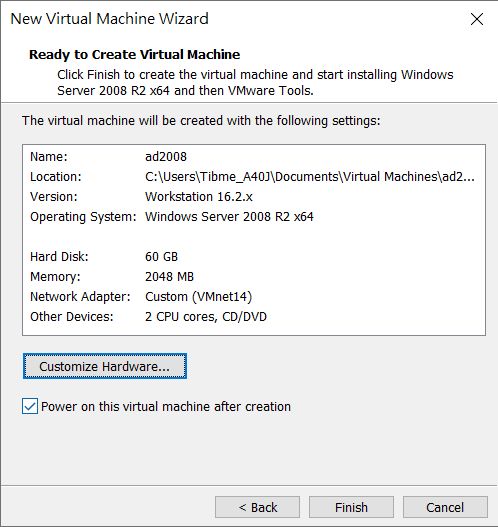 New Virtual Machine Wizard
Ready to Create Virtual Machine
Click Finish to create the virtual machine and start installing Windows
Server 2008 R2 x64 and then VMware Tools.
The virtual machine will be created with the following settings:
Name: ad2008
Location: C:\Users\Tibme_A40J\Documents\Virtual Machines\ad2...
Version: Workstation 16.2.x
Operating System: Windows Server 2008 R2 x64
Hard Disk: 60 GB
Memory: 2048 MB
Network Adapter: Custom (VMnet14)
Other Devices: 2 CPU cores, CD/DVD
Customize Hardware...
Power on this virtual machine after creation
< Back Finish Cancel